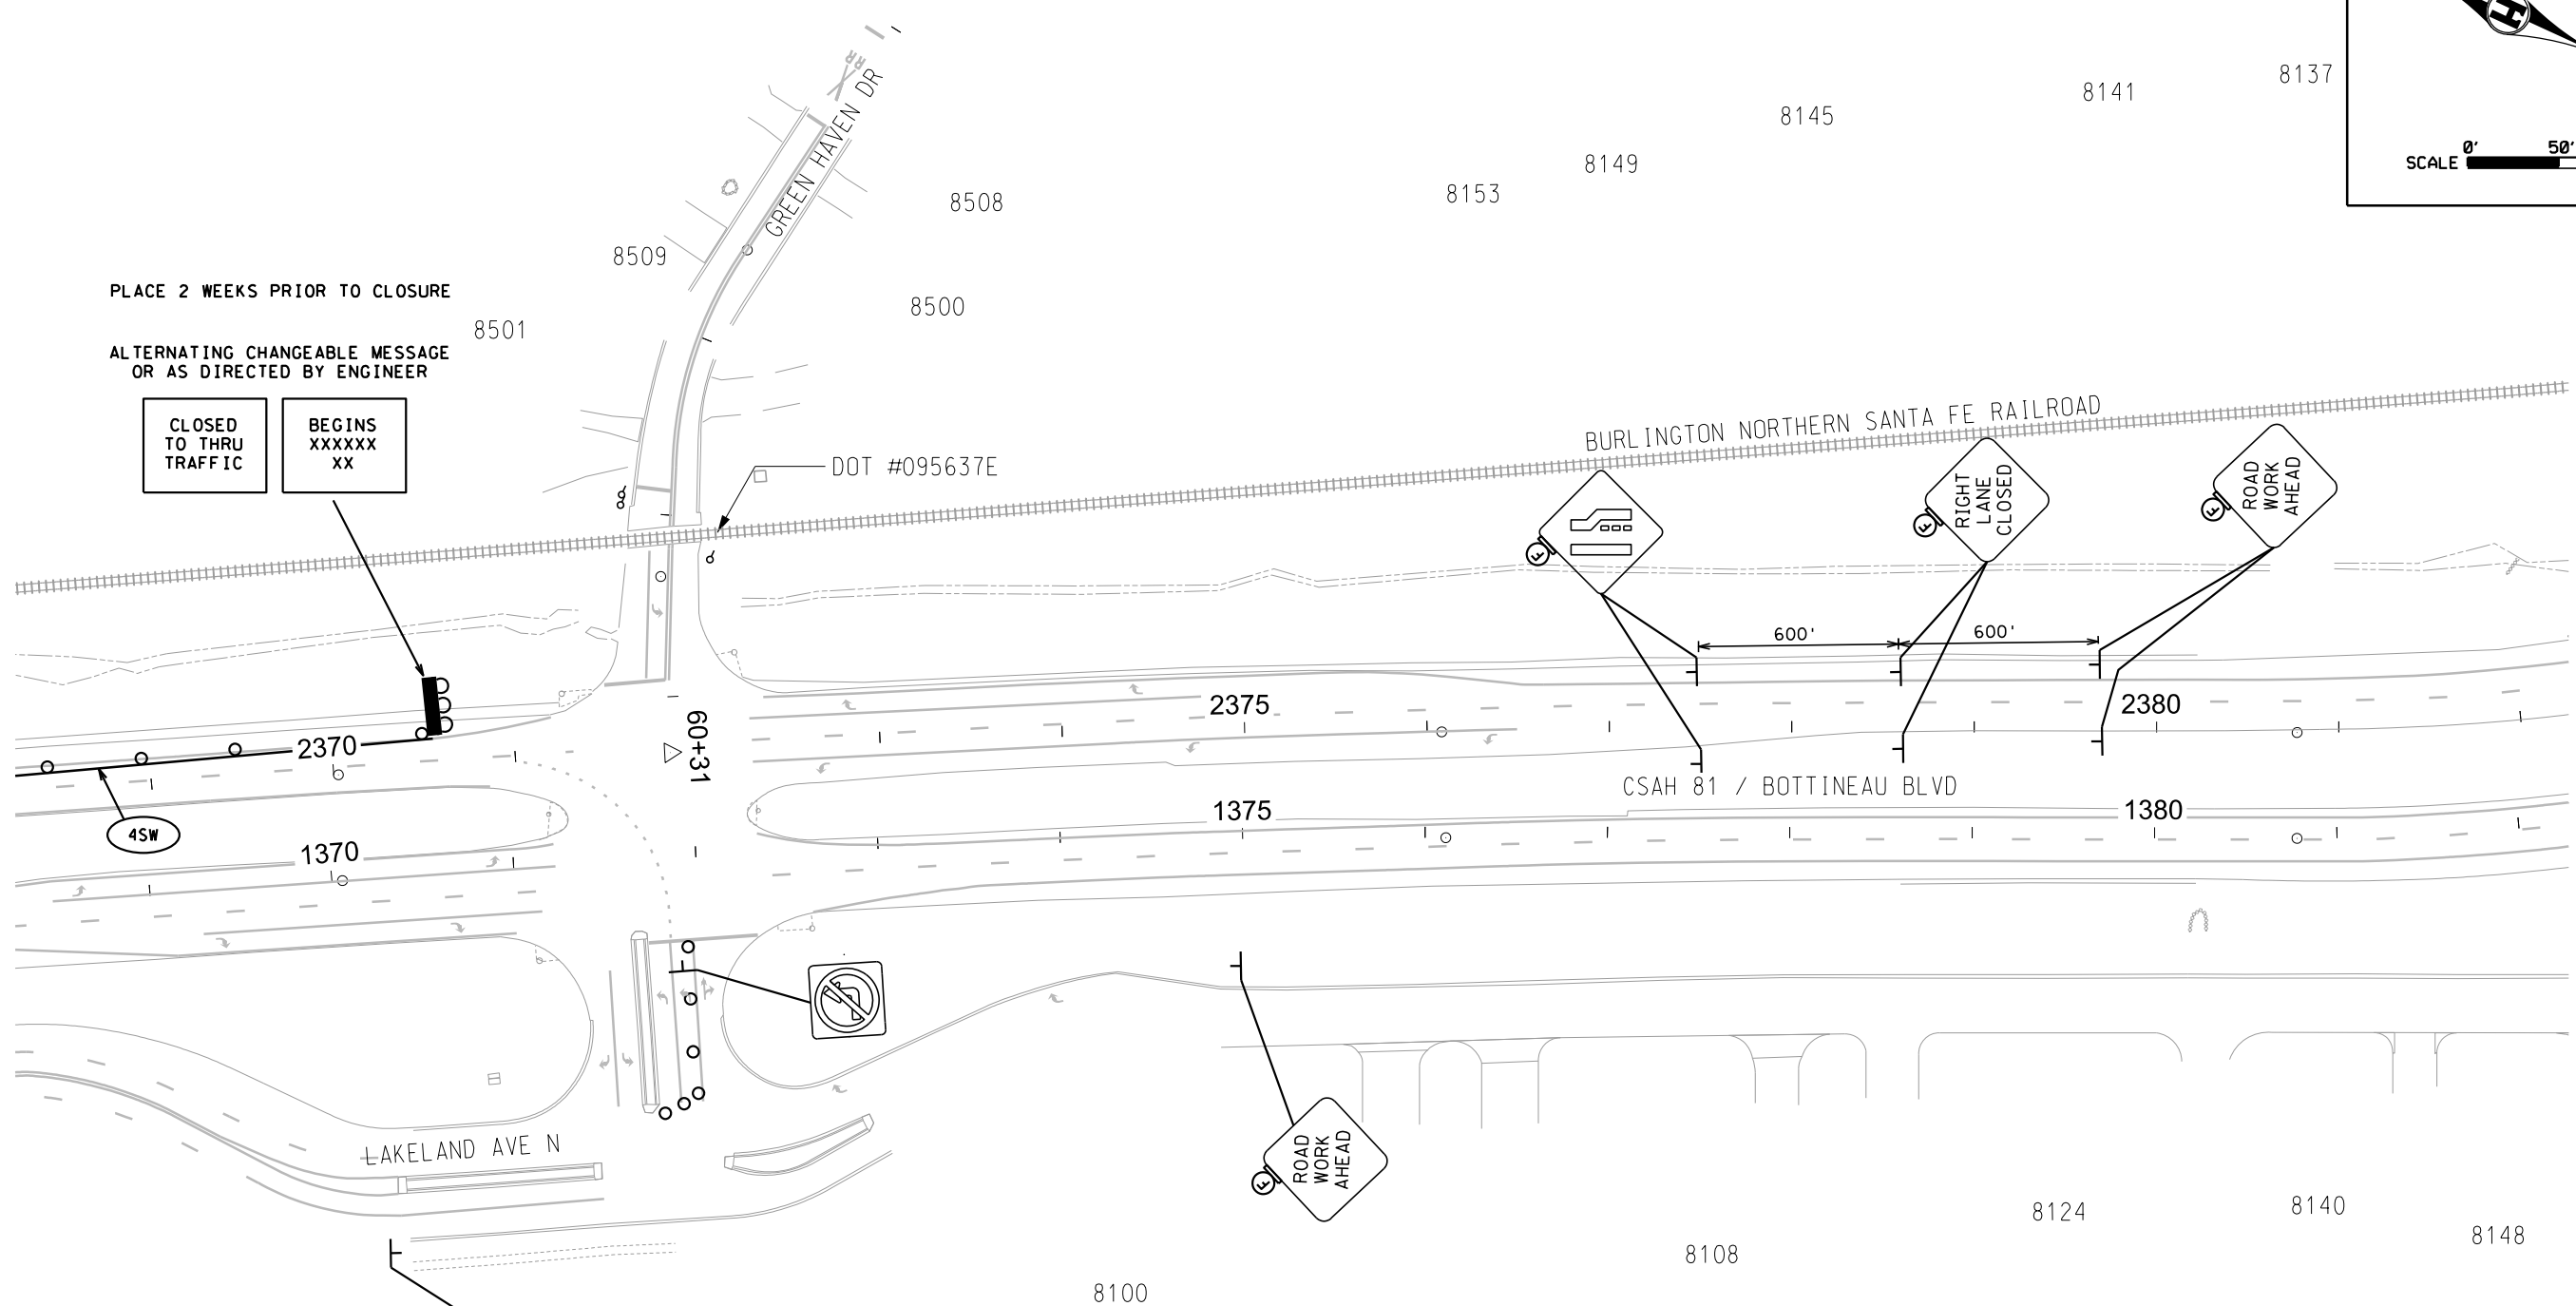 8137
8141
8145
8149
8153
0' 50'
SCALE
RR
GREEN HAVEN DR
8508
8509
8500
8501
PLACE 2 WEEKS PRIOR TO CLOSURE
ALTERNATING CHANGEABLE MESSAGE
OR AS DIRECTED BY ENGINEER
CLOSED
TO THRU
TRAFFIC
BEGINS
XXXXXX
XX
DOT #095637E
BURLINGTON NORTHERN SANTA FE RAILROAD
F
RIGHT
LANE
CLOSED
F
ROAD
WORK
AHEAD
F
600'
600'
2370
2375
2380
60+31
CSAH 81 / BOTTINEAU BLVD
4SW
1370
1375
1380
LAKELAND AVE N
ROAD
WORK
AHEAD
F
8100
8108
8124
8140
8148